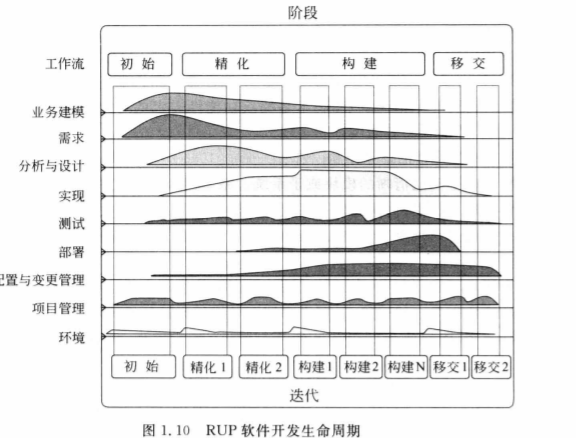 阶段
工作流 初始 精化 构建 移交
业务建模
需求
分析与设计
实现
测试
部署
配置与变更管理
项目管理
环境
初始 精化1 精化2 构建1 构建2 构建N 移交1 移交2
迭代
图 1.10 RUP 软件开发生命周期